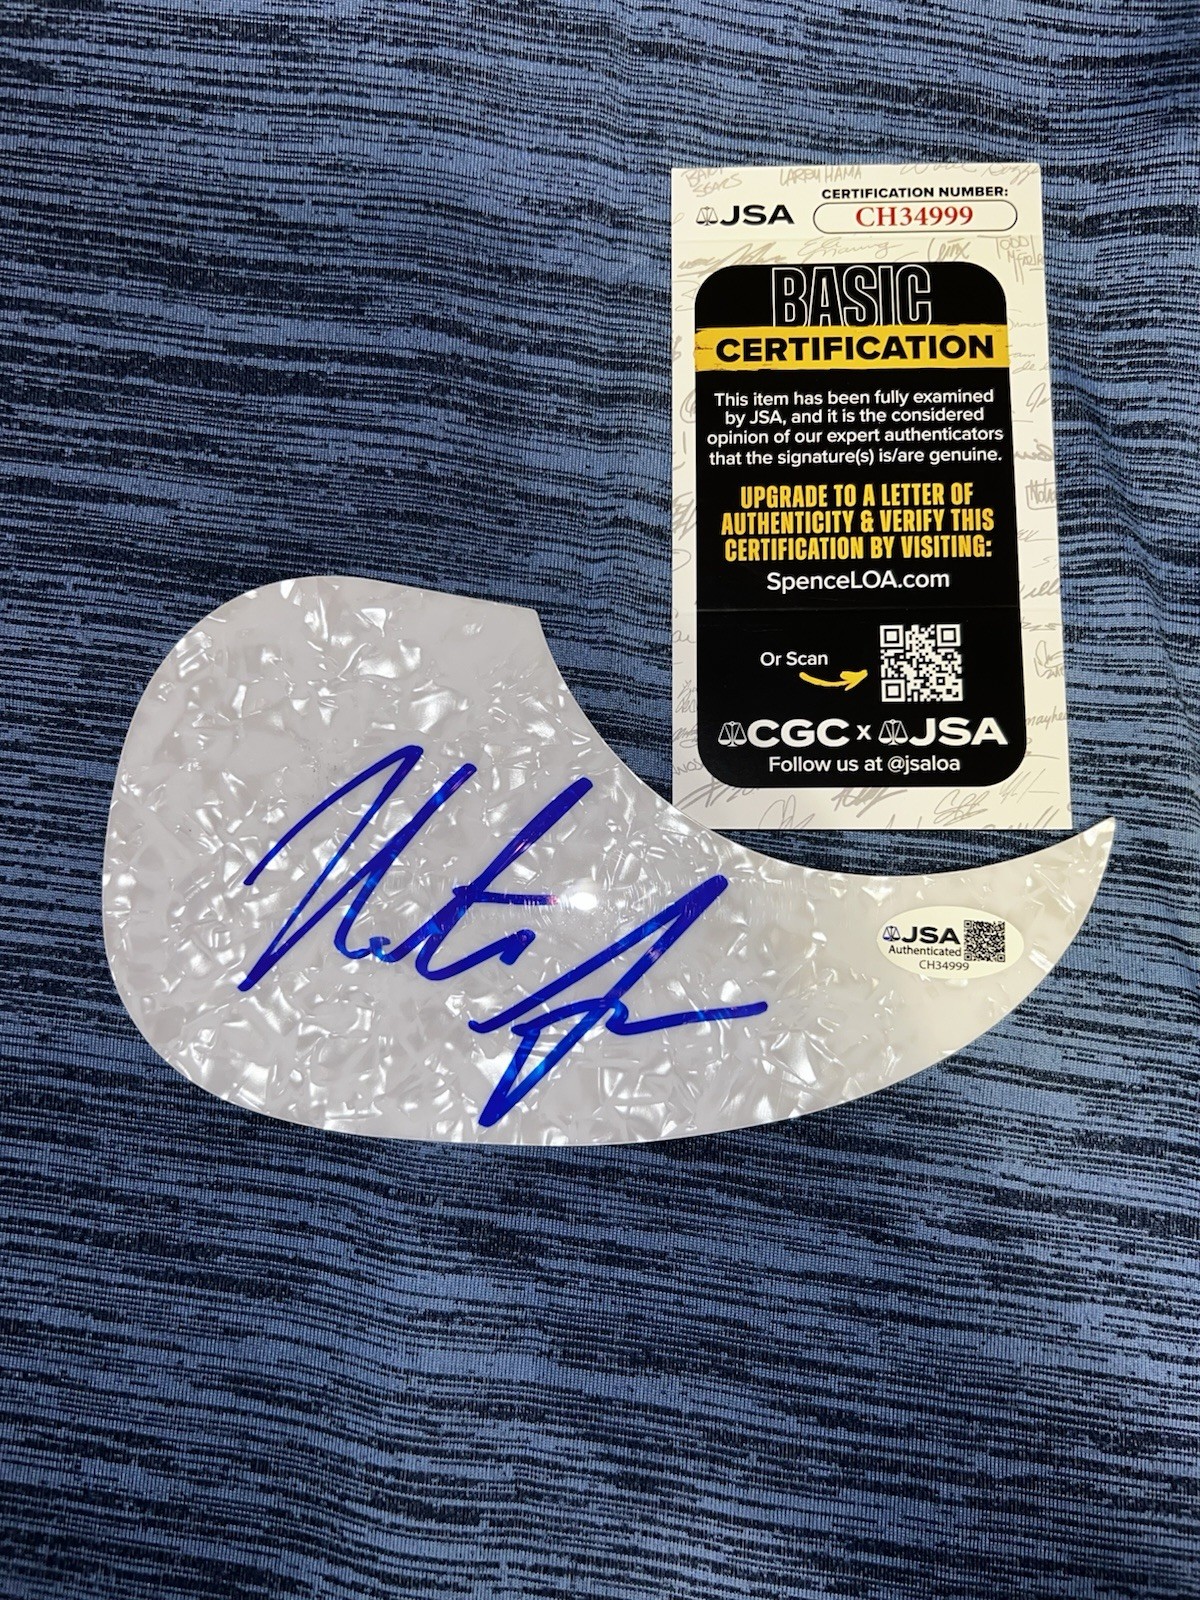 JSA
CERTIFICATION NUMBER:
CH34999
BASIC
CERTIFICATION
This item has been fully examined
by JSA, and it is the considered
opinion of our expert authenticators
that the signature(s) is/are genuine.
UPGRADE TO A LETTER OF
AUTHENTICITY & VERIFY THIS
CERTIFICATION BY VISITING:
SpenceLOA.com
Or Scan
CGC x JSA
Follow us at @jsaloa
JSA
Authenticated
CH34999